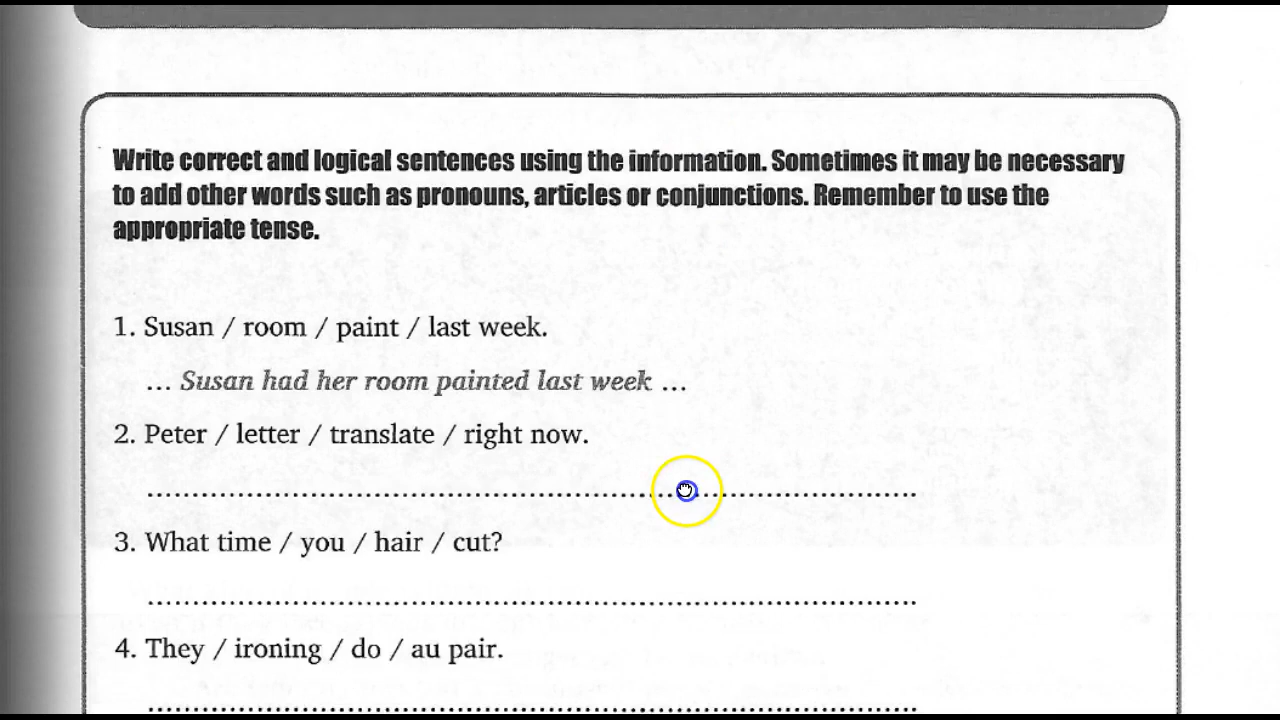 Write correct and logical sentences using the information. Sometimes it may be necessary
to add other words such as pronouns, articles or conjunctions. Remember to use the
appropriate tense.
1. Susan / room / paint / last week.
... Susan had her room painted last week ...
2. Peter / letter / translate / right now.
3. What time / you / hair / cut?
4. They / ironing / do / au pair.